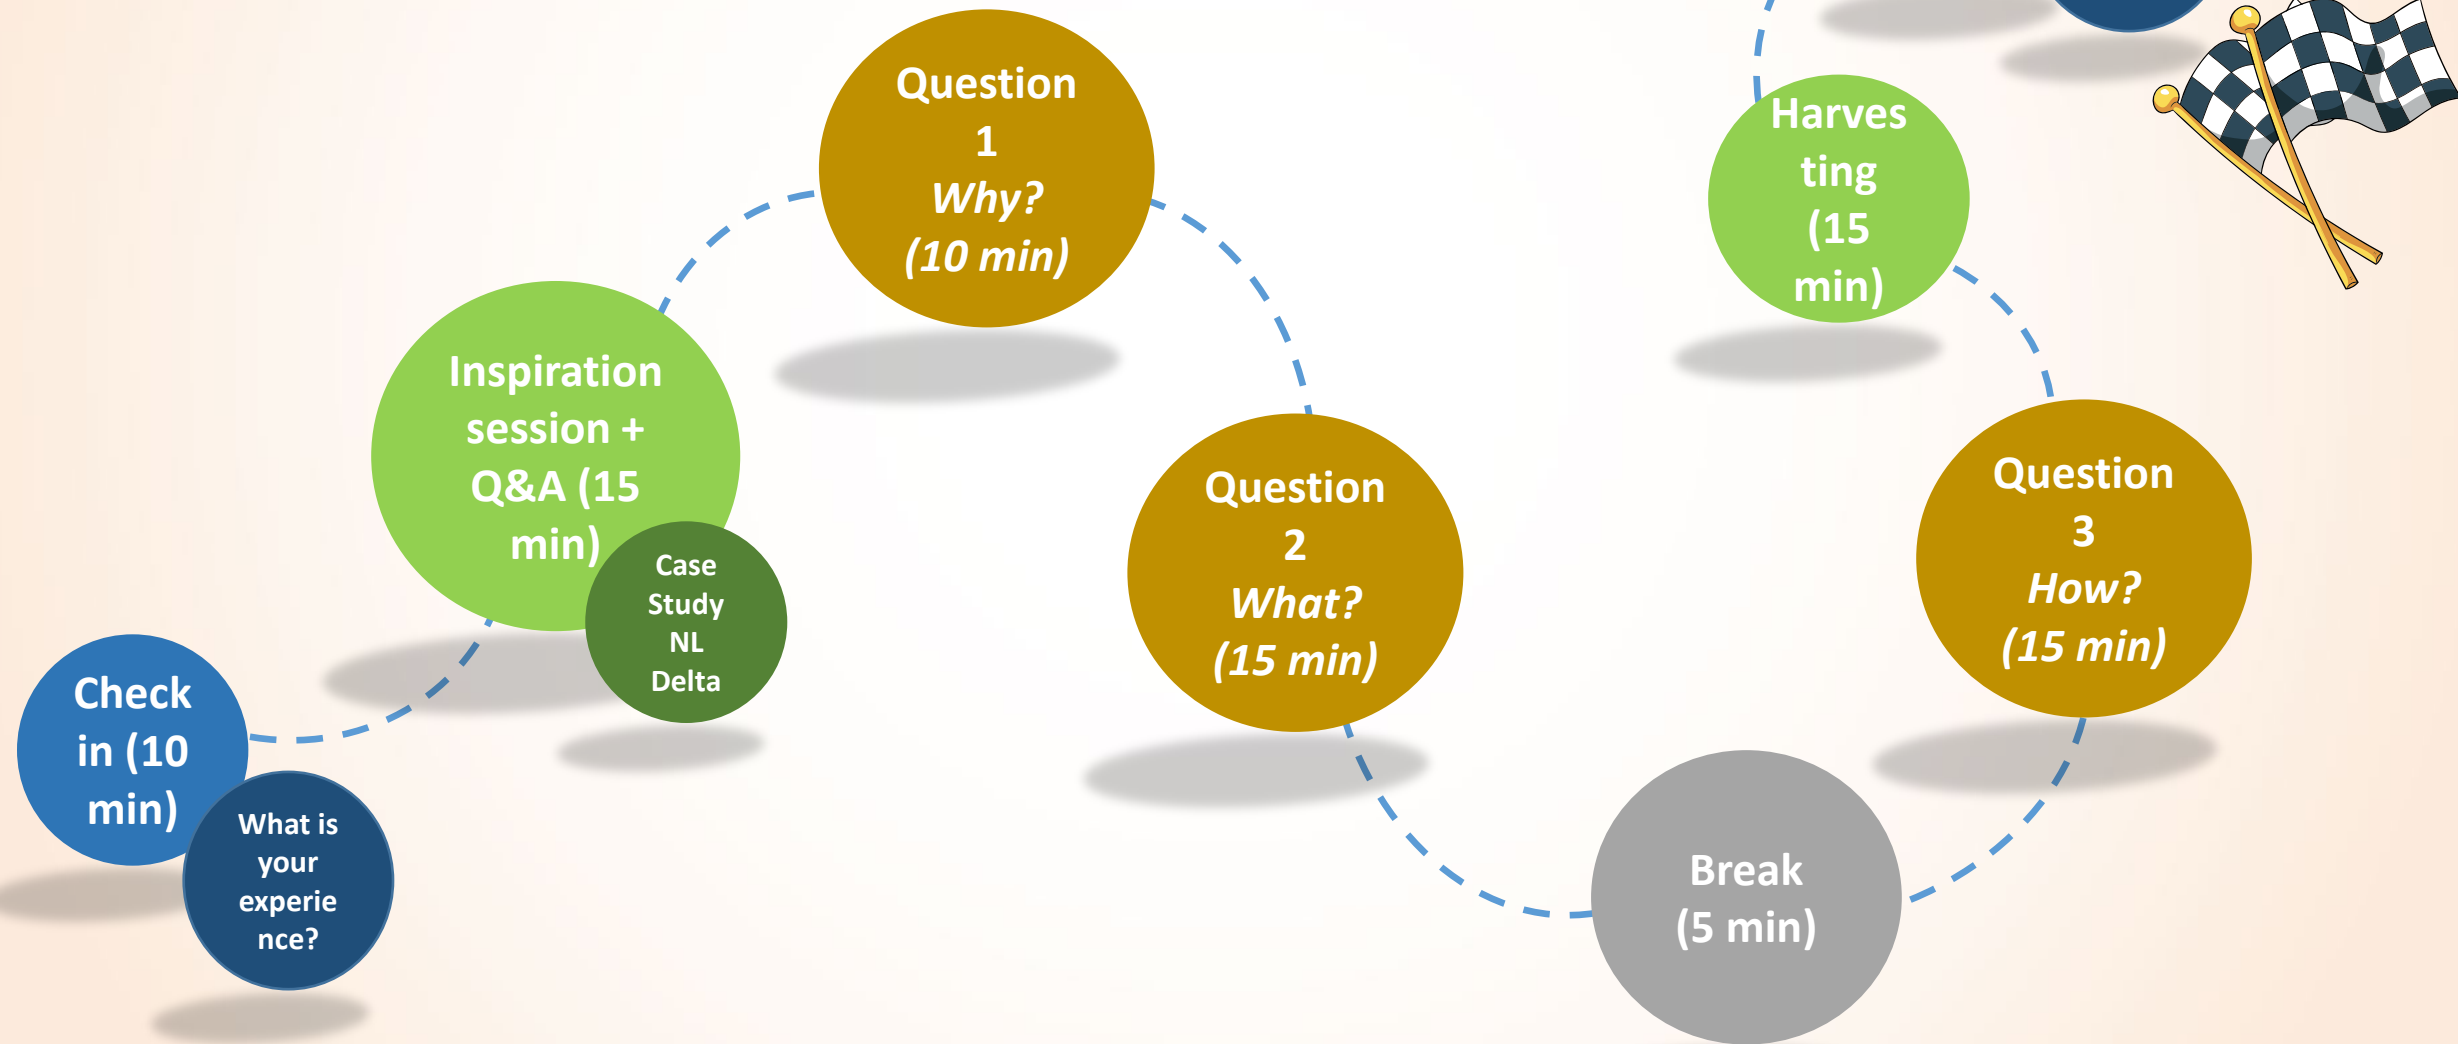 Check
in (10
min)
What is
your
experie
nce?
Inspiration
session +
Q&A (15
min)
Case
Study
NL
Delta
Question
1
Why?
(10 min)
Question
2
What?
(15 min)
Break
(5 min)
Question
3
How?
(15 min)
Harves
ting
(15
min)